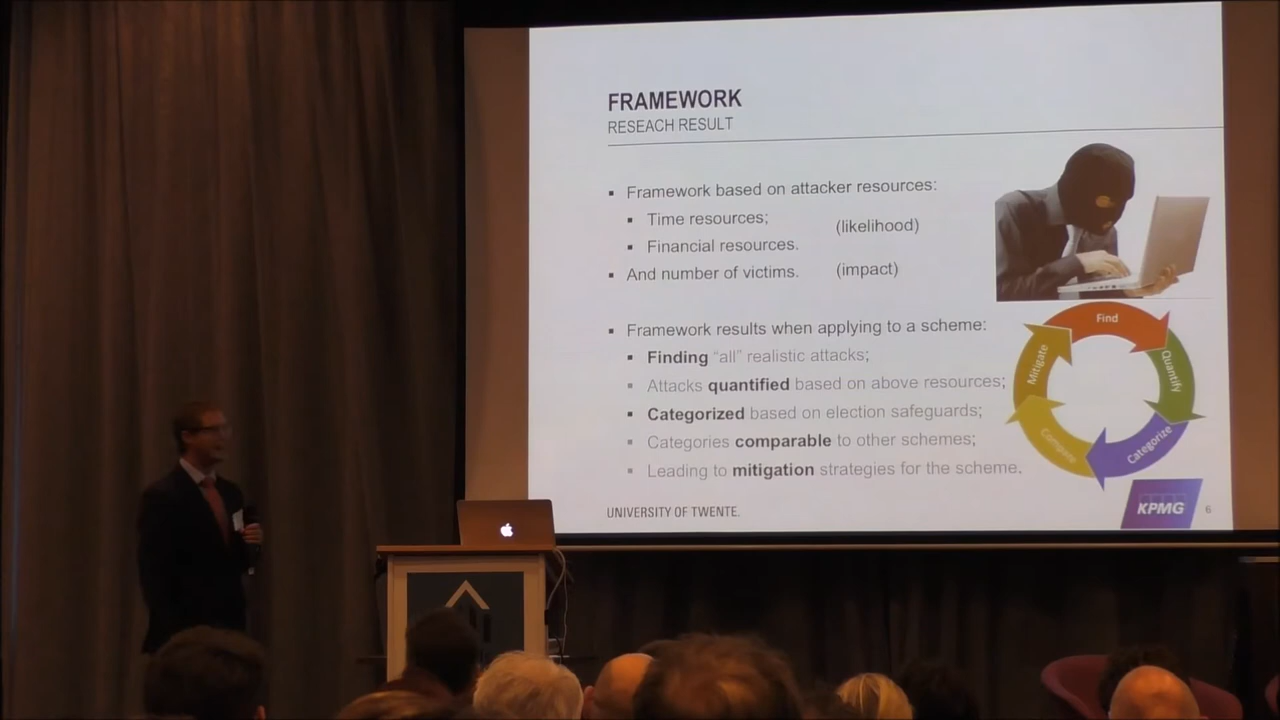 FRAMEWORK
RESEACH RESULT
Framework based on attacker resources:
Time resources;
(likelihood)
Financial resources.
And number of victims.
(impact)
Framework results when applying to a scheme:
Finding "all" realistic attacks;
Attacks quantified based on above resources;
Categorized based on election safeguards;
Categories comparable to other schemes;
Leading to mitigation strategies for the scheme.
Find
Quantify
Categorize
Compare
Mitigate
UNIVERSITY OF TWENTE.
KPMG
6